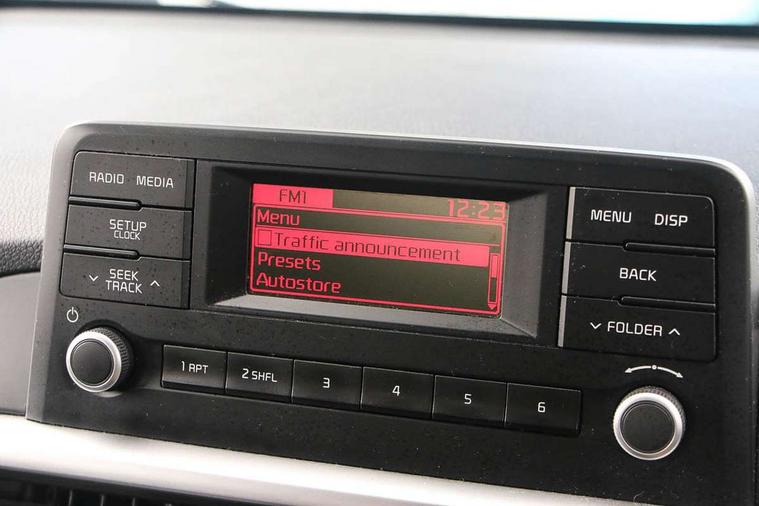 RADIO MEDIA
SETUP
CLOCK
SEEK
TRACK
FM1
12:23
Menu
Traffic announcement
Presets
Autostore
MENU DISP
BACK
FOLDER
1 RPT
2 SHFL
3
4
5
6